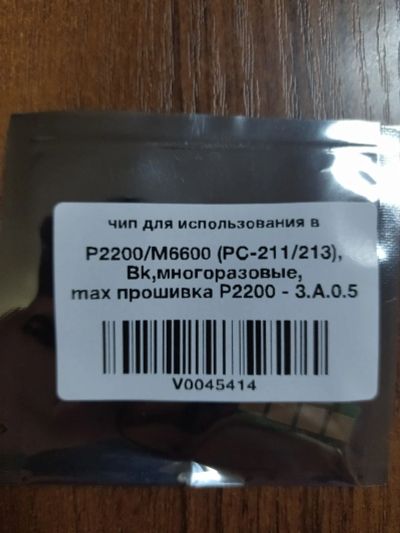 чип для использования в
P2200/M6600 (PC-211/213),
Bk,многоразовые,
max прошивка P2200 - 3.A.0.5
V0045414